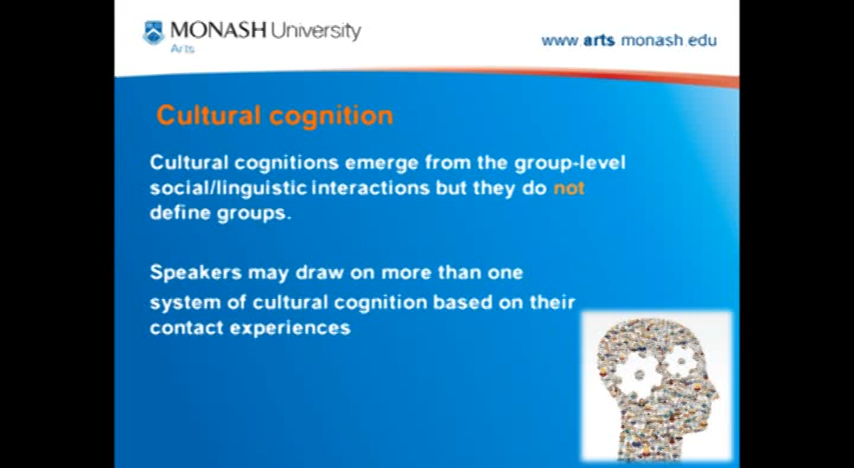 MONASH University
Arts
www arts monash edu
Cultural cognition
Cultural cognitions emerge from the group-level
social/linguistic interactions but they do not
define groups.
Speakers may draw on more than one
system of cultural cognition based on their
contact experiences